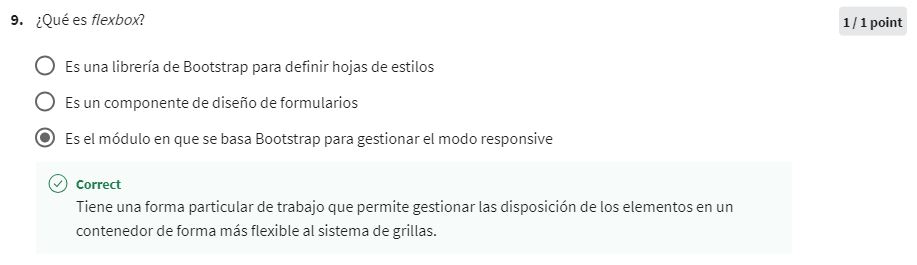 9. ¿Qué es flexbox?
1 / 1 point
Es una librería de Bootstrap para definir hojas de estilos
Es un componente de diseño de formularios
Es el módulo en que se basa Bootstrap para gestionar el modo responsive
Correct
Tiene una forma particular de trabajo que permite gestionar las disposición de los elementos en un
contenedor de forma más flexible al sistema de grillas.